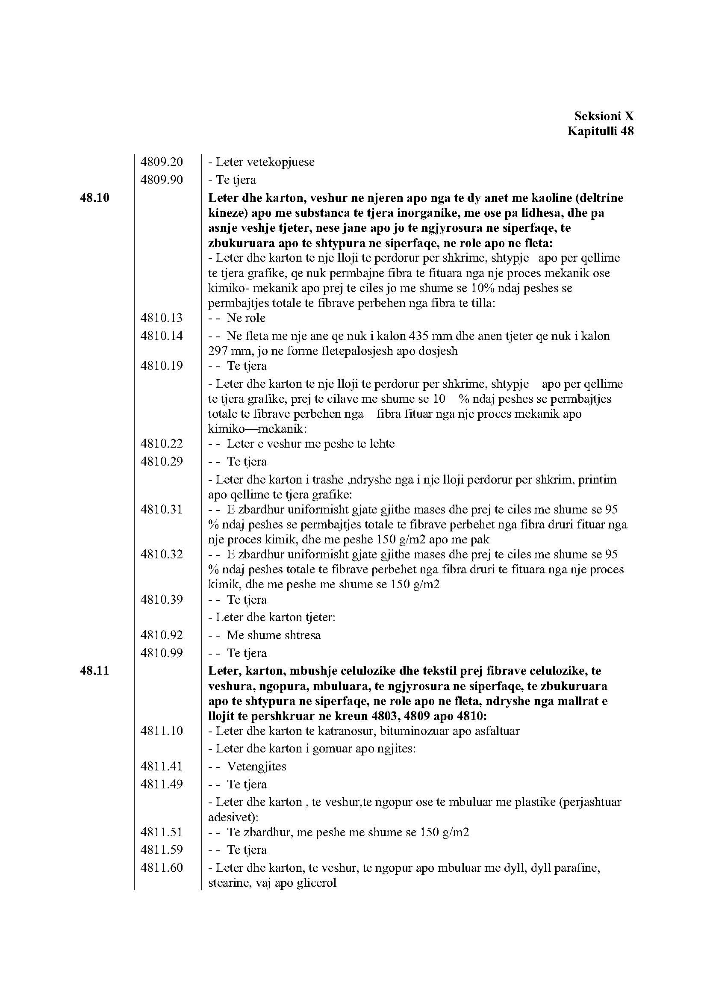 Seksioni X
Kapitulli 48
4809.20 - Leter vetekopjuese
4809.90 - Te tjera
48.10 Leter dhe karton, veshur ne njeren apo nga te dy anet me kaoline (deltrine
kineze) apo me substanca te tjera inorganike, me ose pa lidhesa, dhe pa
asnje veshje tjeter, nese jane apo jo te ngjyrosura ne siperfaqe, te
zbukuruara apo te shtypura ne siperfaqe, ne role apo ne fleta:
- Leter dhe karton te nje lloji te perdorur per shkrime, shtypje apo per qellime
te tjera grafike, qe nuk permbajne fibra te fituara nga nje proces mekanik ose
kimiko- mekanik apo prej te ciles jo me shume se 10% ndaj peshes se
permbajtjes totale te fibrave perbehen nga fibra te tilla:
4810.13 - - Ne role
4810.14 - - Ne fleta me nje ane qe nuk i kalon 435 mm dhe anen tjeter qe nuk i kalon
297 mm, jo ne forme fletepalosjesh apo dosjesh
4810.19 - - Te tjera
- Leter dhe karton te nje lloji te perdorur per shkrime, shtypje apo per qellime
te tjera grafike, prej te cilave me shume se 10 % ndaj peshes se permbajtjes
totale te fibrave perbehen nga fibra fituar nga nje proces mekanik apo
kimiko—mekanik:
4810.22 - - Leter e veshur me peshe te lehte
4810.29 - - Te tjera
- Leter dhe karton i trashe ,ndryshe nga i nje lloji perdorur per shkrim, printim
apo qellime te tjera grafike:
4810.31 - - E zbardhur uniformisht gjate gjithe mases dhe prej te ciles me shume se 95
% ndaj peshes se permbajtjes totale te fibrave perbehet nga fibra druri fituar nga
nje proces kimik, dhe me peshe 150 g/m2 apo me pak
4810.32 - - E zbardhur uniformisht gjate gjithe mases dhe prej te ciles me shume se 95
% ndaj peshes totale te fibrave perbehet nga fibra druri te fituara nga nje proces
kimik, dhe me peshe me shume se 150 g/m2
4810.39 - - Te tjera
- Leter dhe karton tjeter:
4810.92 - - Me shume shtresa
4810.99 - - Te tjera
48.11 Leter, karton, mbushje celulozike dhe tekstil prej fibrave celulozike, te
veshura, ngopura, mbuluara, te ngjyrosura ne siperfaqe, te zbukuruara
apo te shtypura ne siperfaqe, ne role apo ne fleta, ndryshe nga mallrat e
llojit te pershkruar ne kreun 4803, 4809 apo 4810:
4811.10 - Leter dhe karton te katranosur, bituminozuar apo asfaltuar
- Leter dhe karton i gomuar apo ngjites:
4811.41 - - Vetengjites
4811.49 - - Te tjera
- Leter dhe karton , te veshur,te ngopur ose te mbuluar me plastike (perjashtuar
adesivet):
4811.51 - - Te zbardhur, me peshe me shume se 150 g/m2
4811.59 - - Te tjera
4811.60 - Leter dhe karton, te veshur, te ngopur apo mbuluar me dyll, dyll parafine,
stearine, vaj apo glicerol